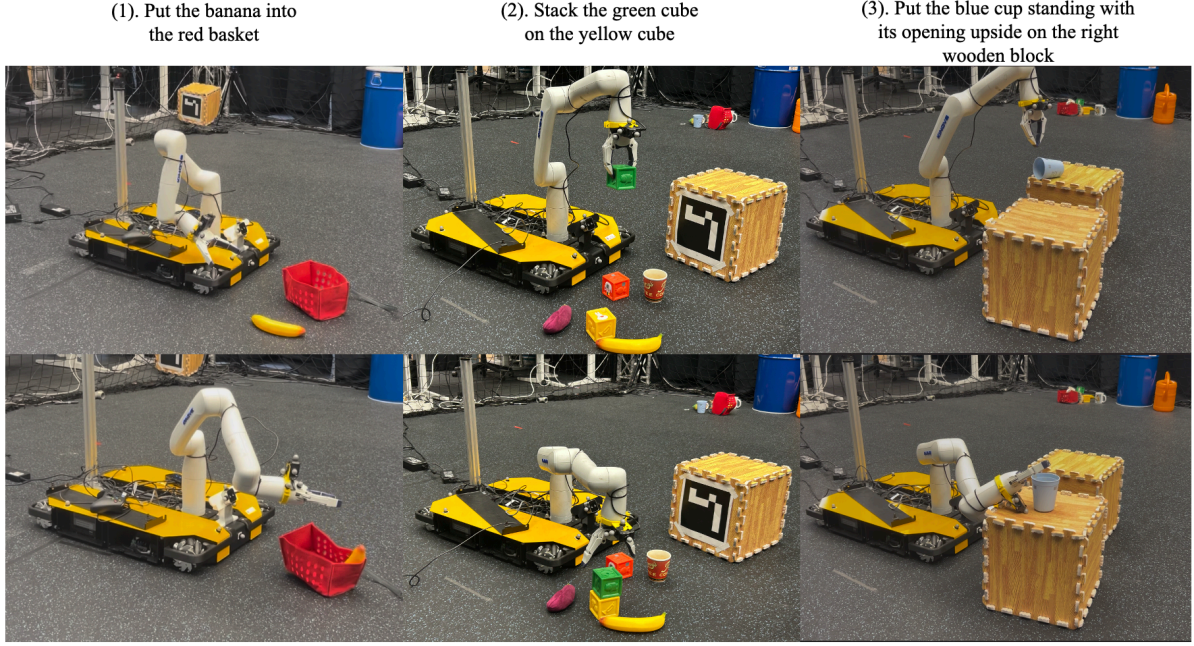 (1). Put the banana into
the red basket
(2). Stack the green cube
on the yellow cube
(3). Put the blue cup standing with
its opening upside on the right
wooden block